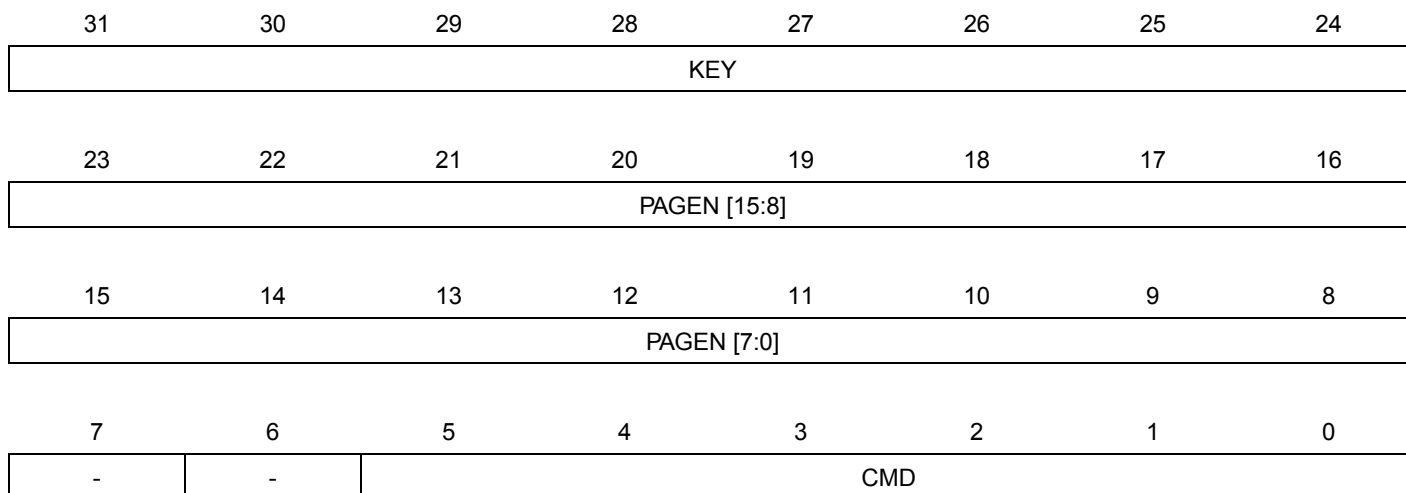 31 30 29 28 27 26 25 24
KEY
23 22 21 20 19 18 17 16
PAGEN [15:8]
15 14 13 12 11 10 9 8
PAGEN [7:0]
7 6 5 4 3 2 1 0
- - CMD